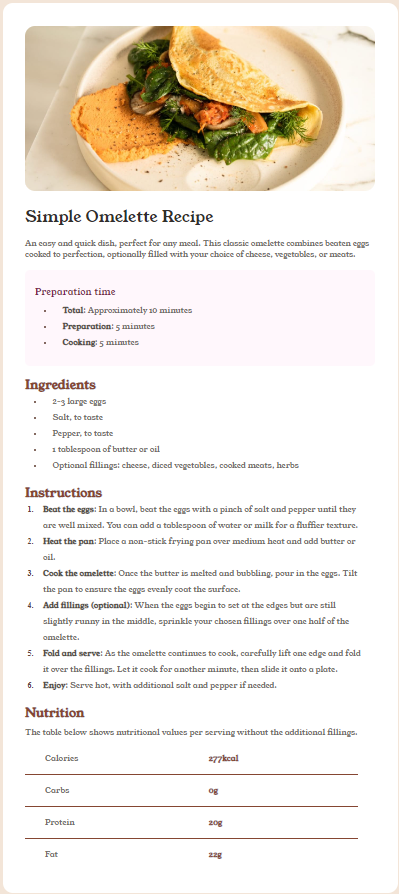 Simple Omelette Recipe
An easy and quick dish, perfect for any meal. This classic omelette combines beaten eggs
cooked to perfection, optionally filled with your choice of cheese, vegetables, or meats.
Preparation time
• Total: Approximately 10 minutes
• Preparation: 5 minutes
• Cooking: 5 minutes
Ingredients
• 2-3 large eggs
• Salt, to taste
• Pepper, to taste
• 1 tablespoon of butter or oil
• Optional fillings: cheese, diced vegetables, cooked meats, herbs
Instructions
1. Beat the eggs: In a bowl, beat the eggs with a pinch of salt and pepper until they
are well mixed. You can add a tablespoon of water or milk for a fluffier texture.
2. Heat the pan: Place a non-stick frying pan over medium heat and add butter or
oil.
3. Cook the omelette: Once the butter is melted and bubbling, pour in the eggs. Tilt
the pan to ensure the eggs evenly coat the surface.
4. Add fillings (optional): When the eggs begin to set at the edges but are still
slightly runny in the middle, sprinkle your chosen fillings over one half of the
omelette.
5. Fold and serve: As the omelette continues to cook, carefully lift one edge and fold
it over the fillings. Let it cook for another minute, then slide it onto a plate.
6. Enjoy: Serve hot, with additional salt and pepper if needed.
Nutrition
The table below shows nutritional values per serving without the additional fillings.
Calories 277kcal
Carbs 0g
Protein 20g
Fat 22g